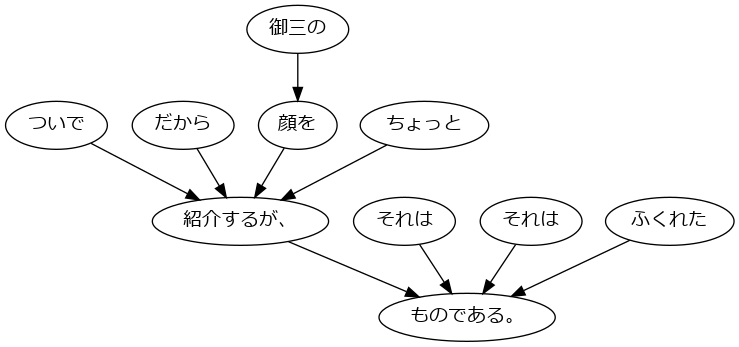 御三の
ついで
だから
顔を
ちょっと
紹介するが、
それは
それは
ふくれた
ものである。